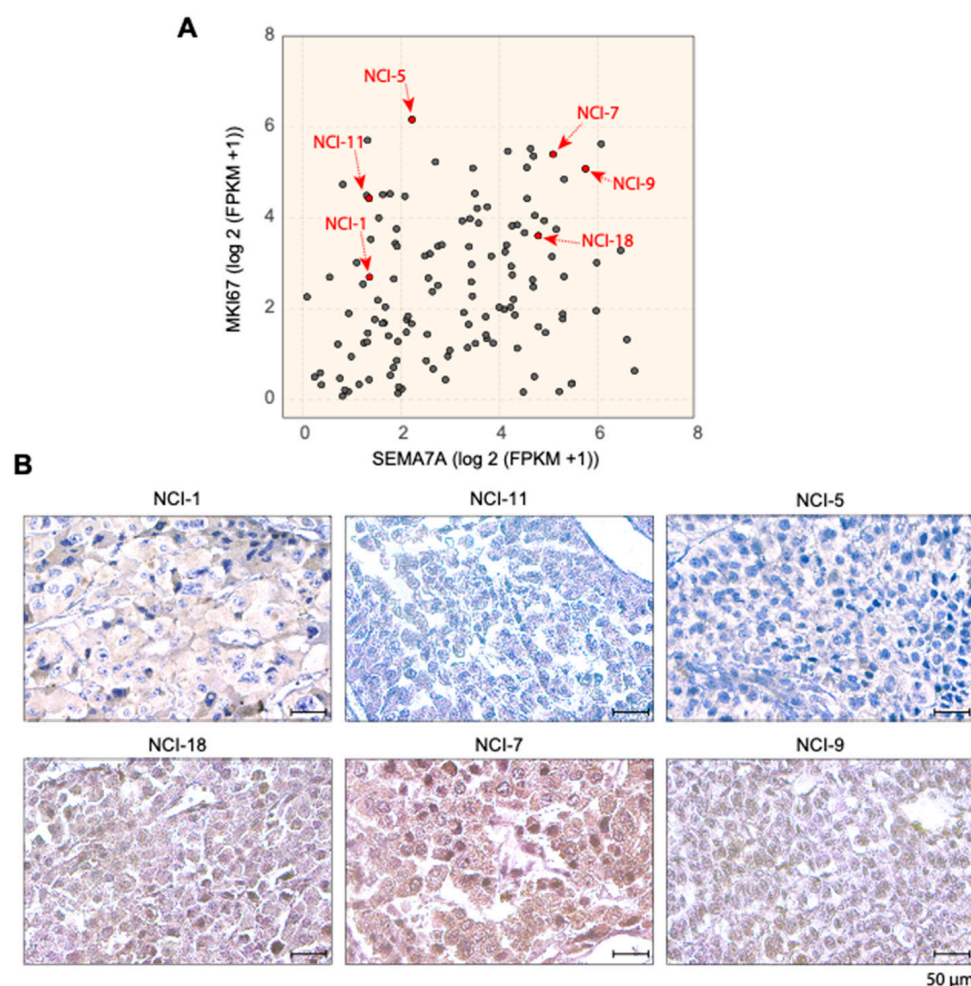 A
8
6
4
2
0
MKI67 (log 2 (FPKM +1))
NCI-5
NCI-7
NCI-11
NCI-9
NCI-1
NCI-18
0 2 4 6 8
SEMA7A (log 2 (FPKM +1))
B
NCI-1 NCI-11 NCI-5
NCI-18 NCI-7 NCI-9
50 µm